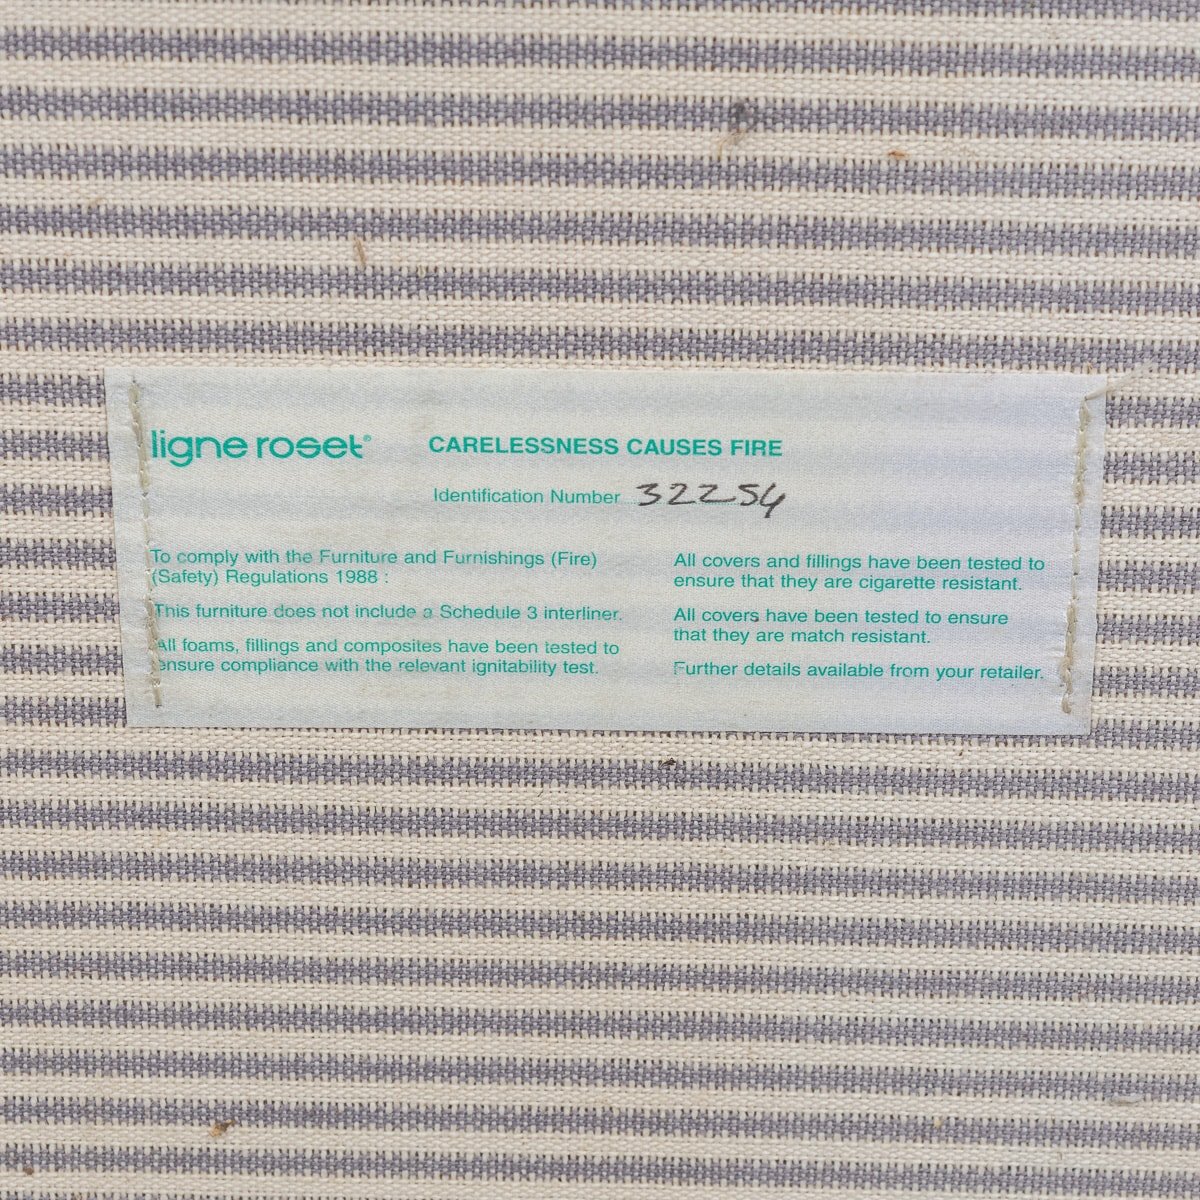 ligne roset®
CARELESSNESS CAUSES FIRE
Identification Number 32254
To comply with the Furniture and Furnishings (Fire)
(Safety) Regulations 1988 :
This furniture does not include a Schedule 3 interliner.
All foams, fillings and composites have been tested to
ensure compliance with the relevant ignitability test.
All covers and fillings have been tested to
ensure that they are cigarette resistant.
All covers have been tested to ensure
that they are match resistant.
Further details available from your retailer.